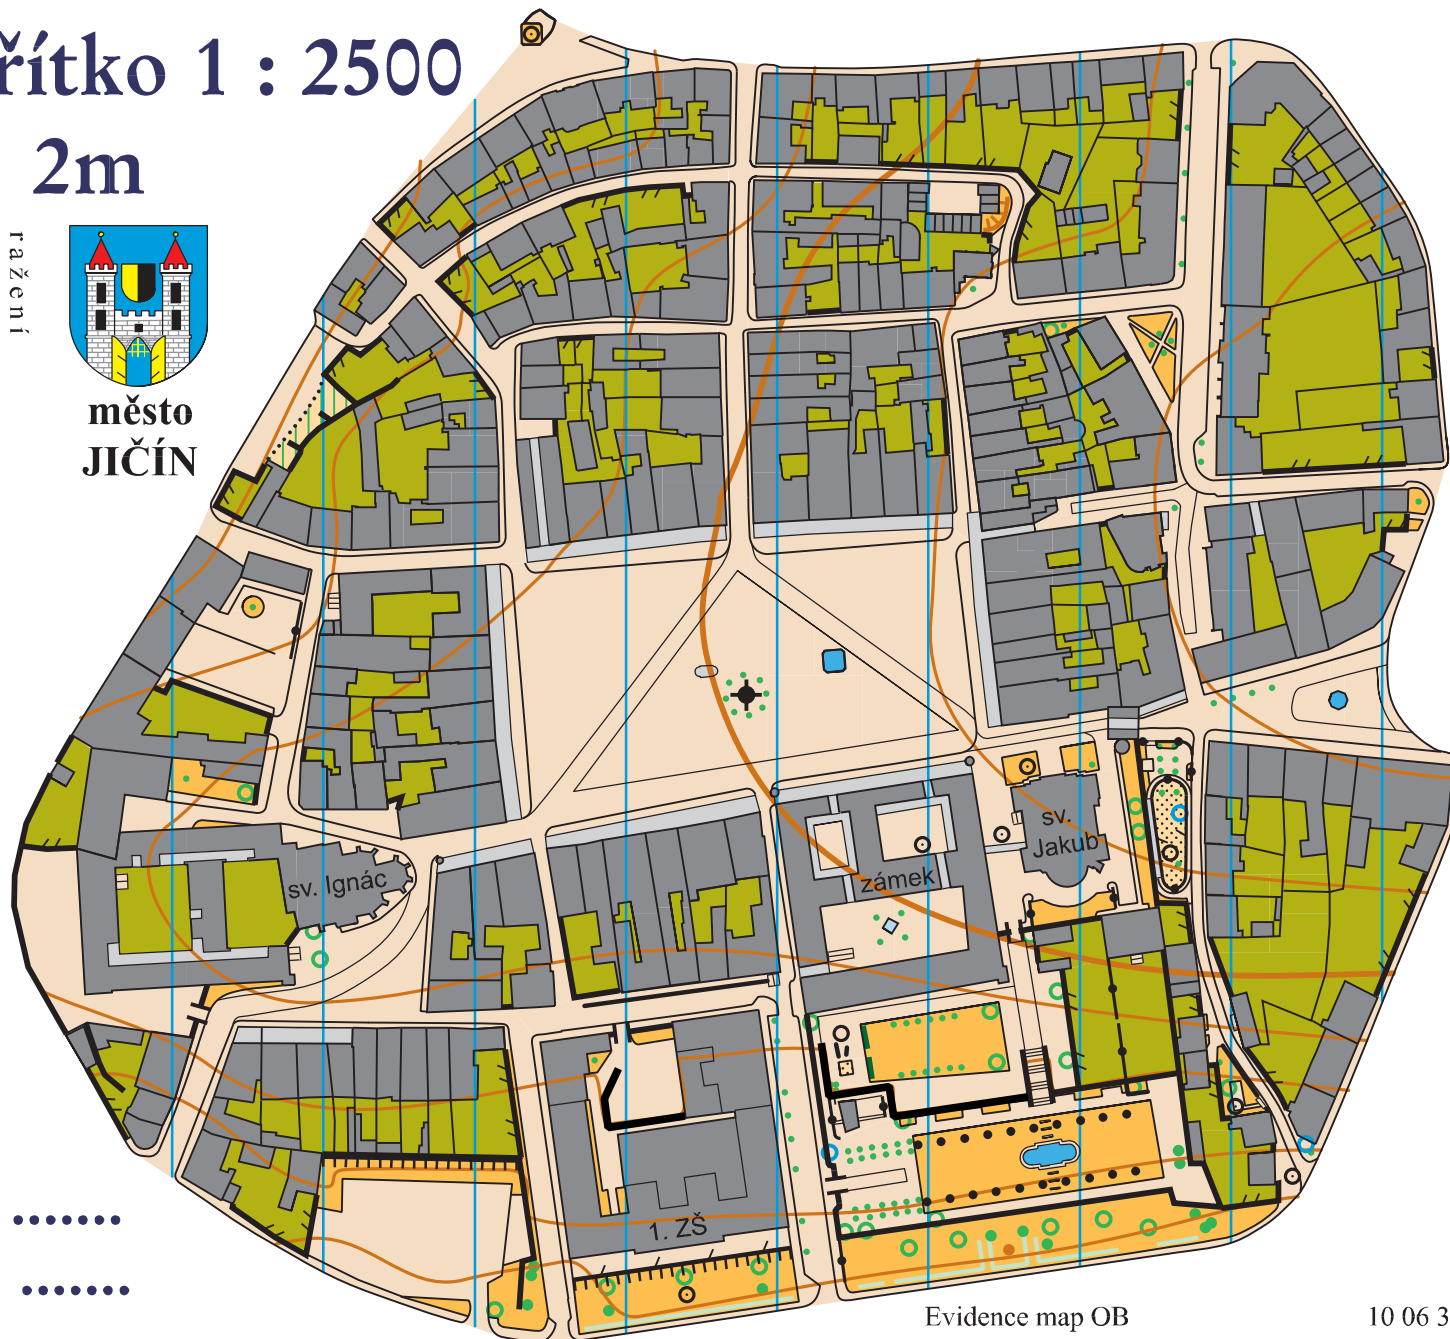 řítko 1 : 2500
2m
ražení
město
JIČÍN
sv. Ignác
sv.
Jakub
zámek
1. ZŠ
.......
.......
Evidence map OB 10 06 3